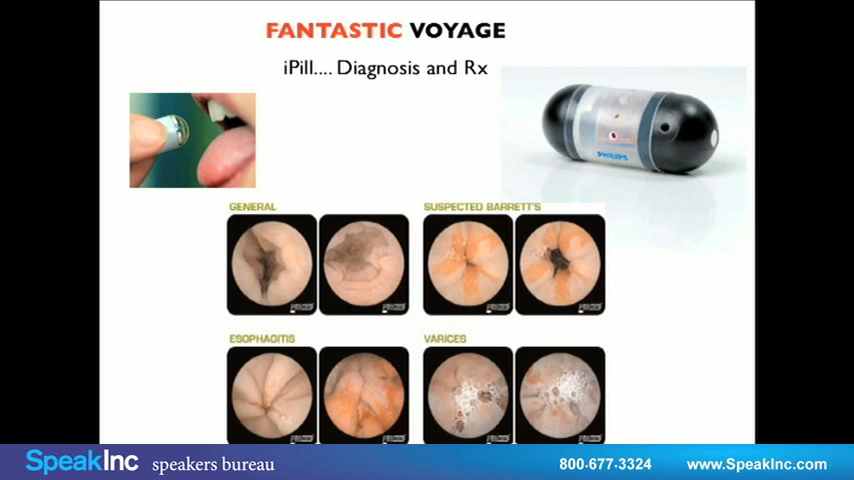 FANTASTIC VOYAGE
iPill.... Diagnosis and Rx
PHILIPS
GENERAL
SUSPECTED BARRETT'S
ESOPHAGITIS
VARICES
SpeakInc speakers bureau
800-677-3324
www.SpeakInc.com